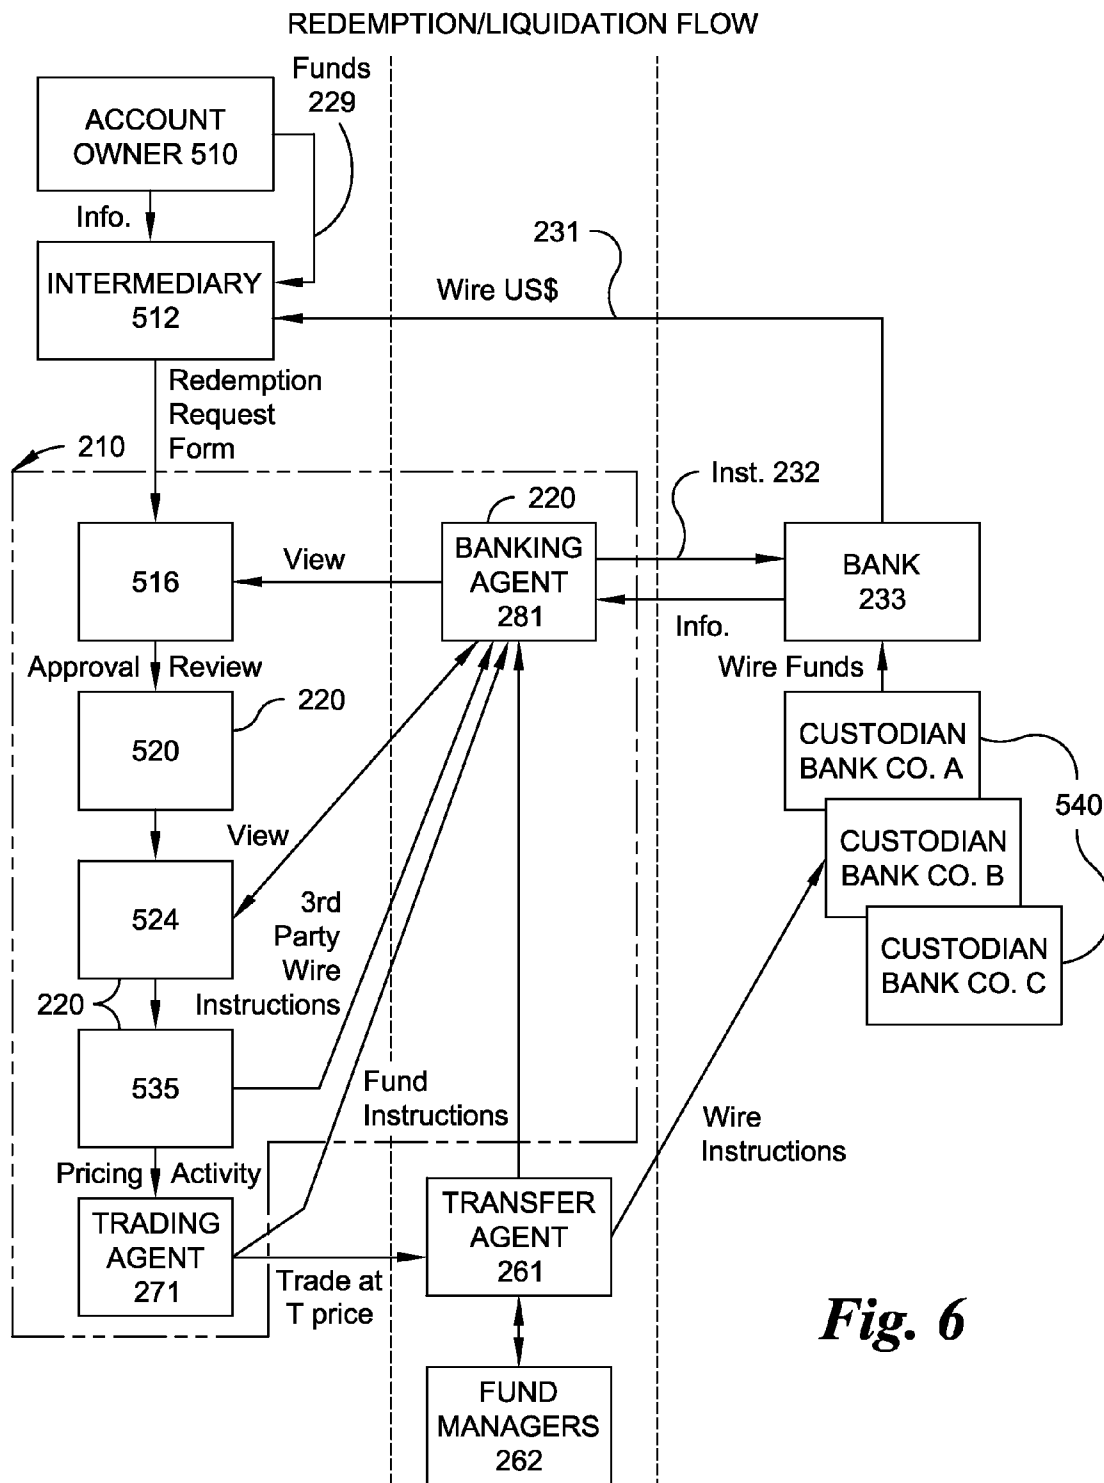 REDEMPTION/LIQUIDATION FLOW
Funds
229
ACCOUNT
OWNER 510
Info.
INTERMEDIARY
512
231
Wire US$
Redemption
Request
Form
210
Inst. 232
220
516
View
BANKING
AGENT
281
BANK
233
Info.
Approval Review
Wire Funds
220
520
CUSTODIAN
BANK CO. A
540
View
CUSTODIAN
BANK CO. B
524
3rd
Party
Wire
Instructions
CUSTODIAN
BANK CO. C
220
535
Fund
Instructions
Wire
Instructions
Pricing Activity
TRADING
AGENT
271
TRANSFER
AGENT
261
Trade at
T price
Fig. 6
FUND
MANAGERS
262